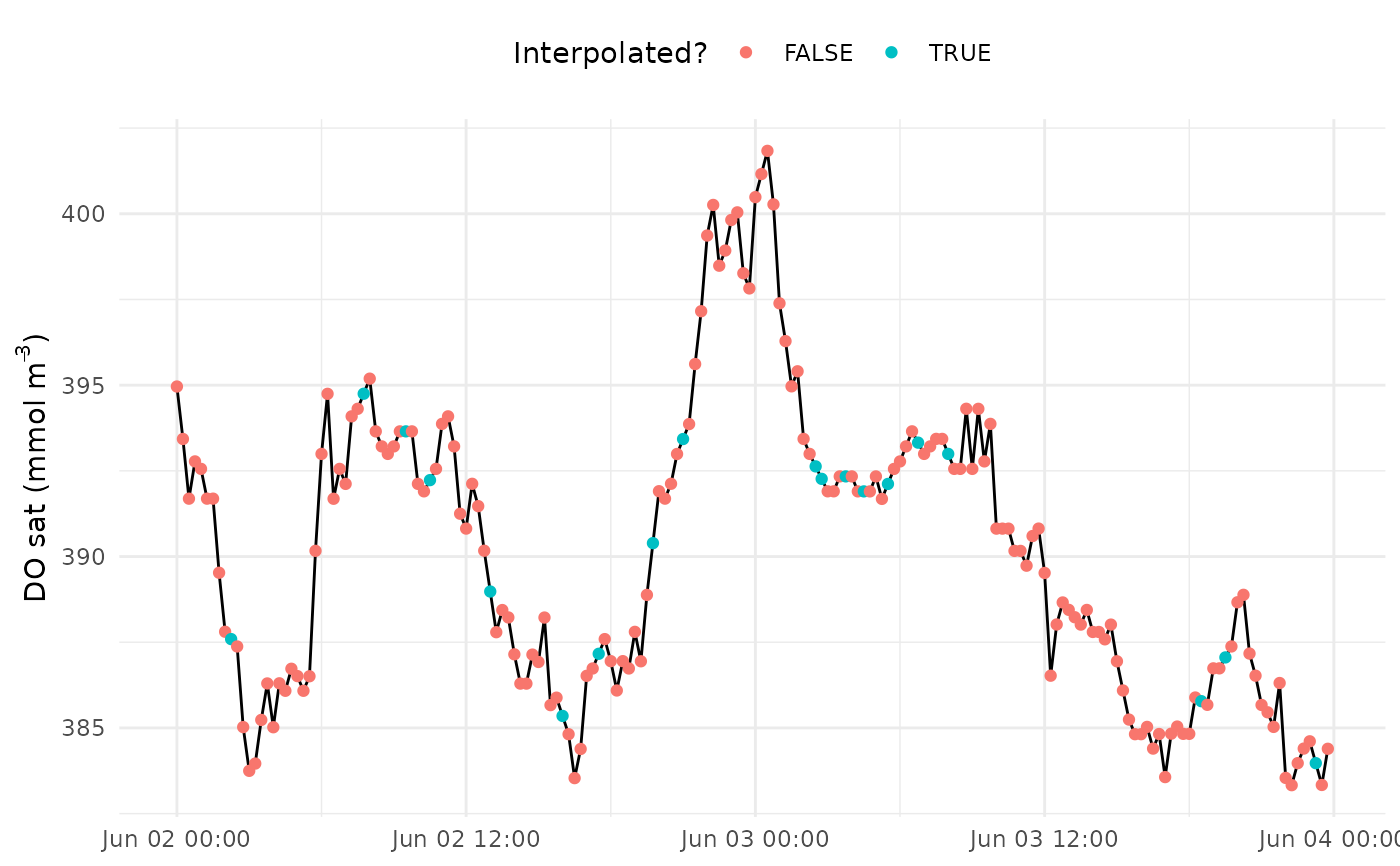 Interpolated? FALSE TRUE
DO sat (mmol m⁻³)
400
395
390
385
Jun 02 00:00 Jun 02 12:00 Jun 03 00:00 Jun 03 12:00 Jun 04 00:00